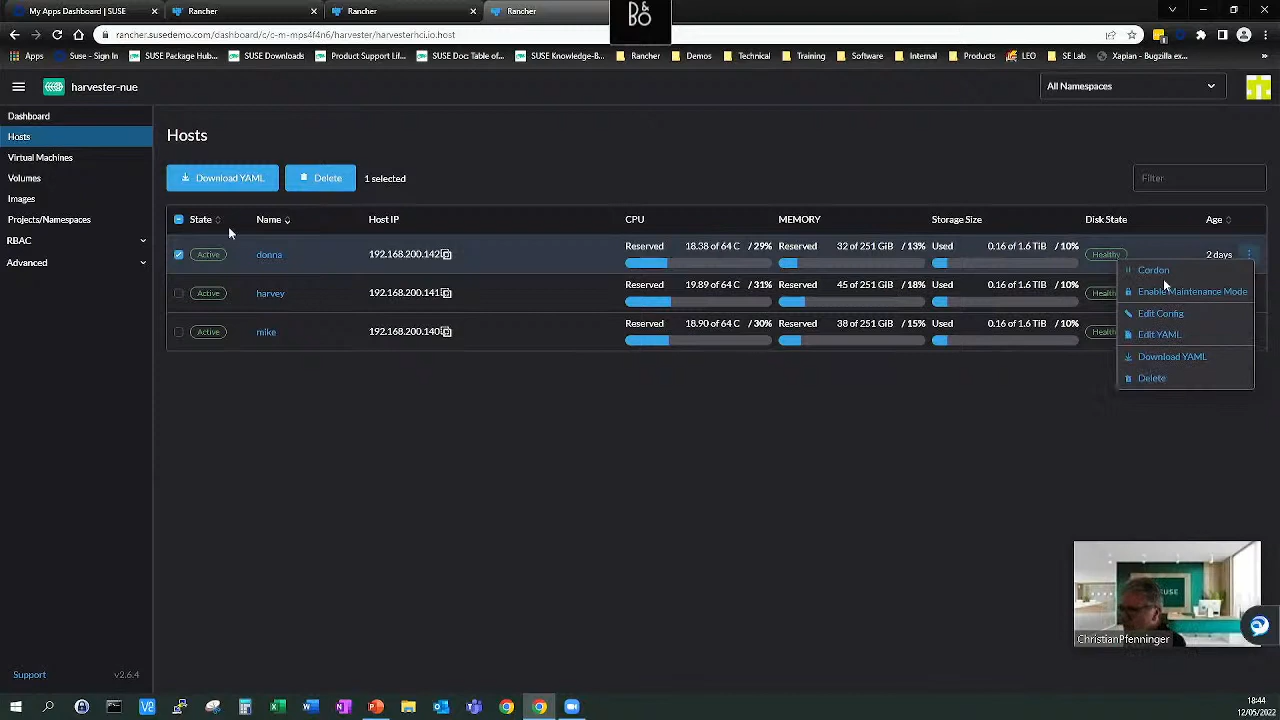 My Apps Dashboard | SUSE
Rancher
Rancher
Rancher
B&O
rancher.susedemo.com/dashboard/c/c-m-mps4f4n6/harvester/harvesterhci.io.host
Apps
Suse - Sign In
SUSE Package Hub...
SUSE Downloads
Product Support Lif...
SUSE Doc Table of...
SUSE Knowledge-B...
Rancher
Demos
Technical
Training
Software
Internal
Products
LEO
SE Lab
Xapian - Bugzilla ex...
harvester-nue
All Namespaces
Dashboard
Hosts
Virtual Machines
Volumes
Images
Projects/Namespaces
RBAC
Advanced
Hosts
Download YAML
Delete
1 selected
Filter
State Name Host IP CPU MEMORY Storage Size Disk State Age
Active donna 192.168.200.142 Reserved 18.38 of 64 C / 29% Reserved 32 of 251 GiB / 13% Used 0.16 of 1.6 TiB / 10% Healthy 2 days
Active harvey 192.168.200.141 Reserved 19.89 of 64 C / 31% Reserved 45 of 251 GiB / 18% Used 0.16 of 1.6 TiB / 10% Health
Active mike 192.168.200.140 Reserved 18.90 of 64 C / 30% Reserved 38 of 251 GiB / 15% Used 0.16 of 1.6 TiB / 10% Health
Cordon
Enable Maintenance Mode
Edit Config
Edit YAML
Download YAML
Delete
SUSE
ChristianPfenninger
Support
v2.6.4
18:44
12/05/2022